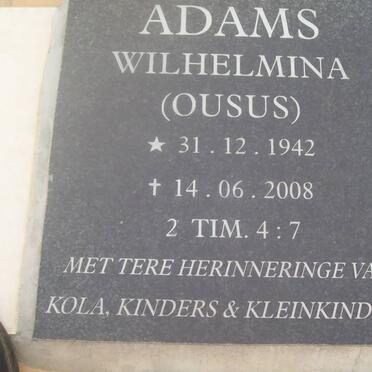 ADAMS
WILHELMINA
(OUSUS)
★ 31.12.1942
✝ 14.06.2008
2 TIM. 4:7
MET TERE HERINNERINGE VA
KOLA, KINDERS & KLEINKIND